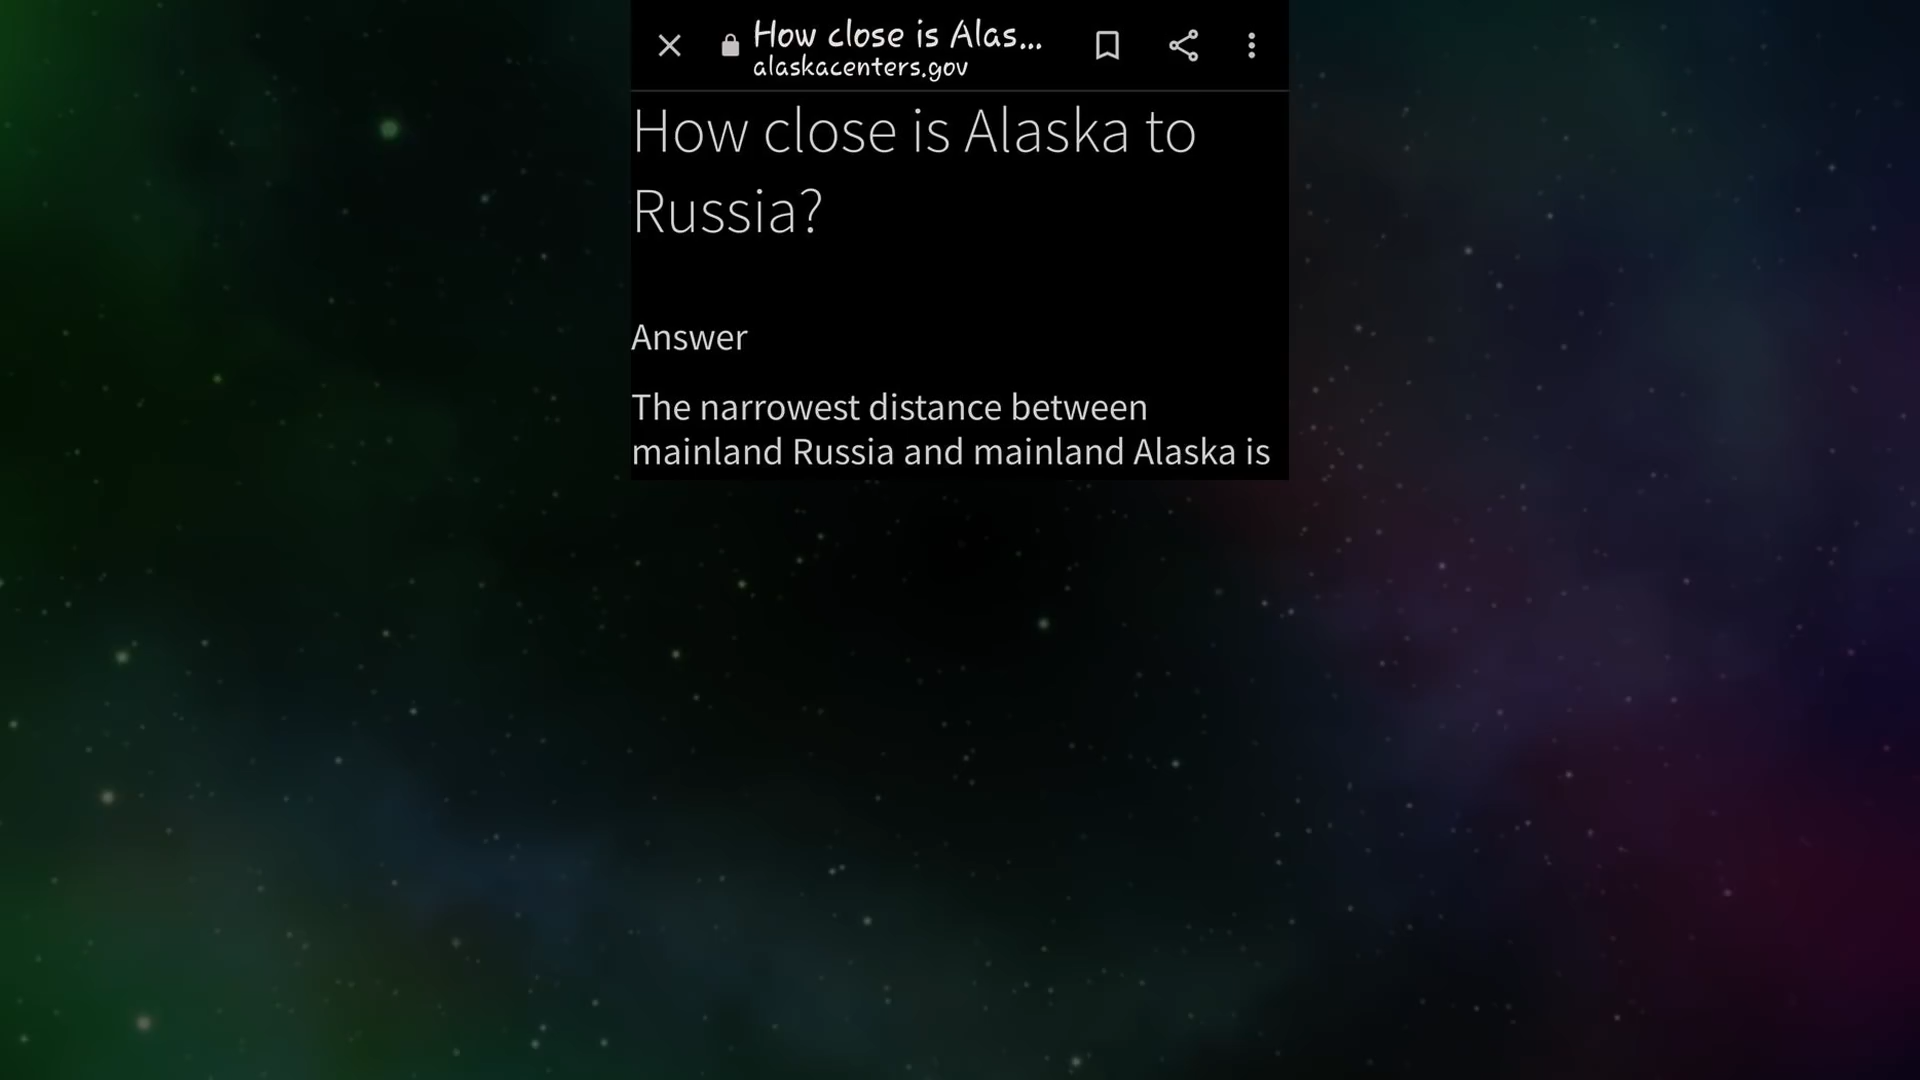 How close is Alas...
alaskacenters.gov
How close is Alaska to
Russia?
Answer
The narrowest distance between
mainland Russia and mainland Alaska is